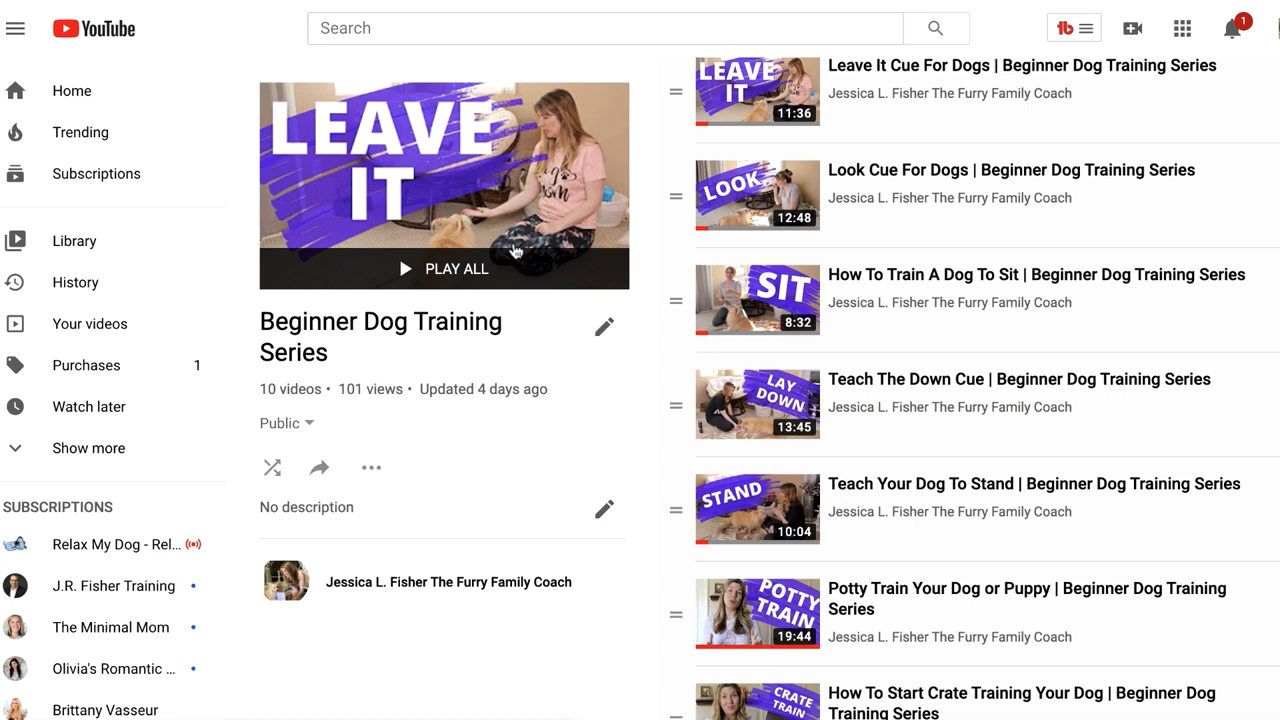 YouTube
Search
1
Home
Trending
Subscriptions
Library
History
Your videos
Purchases 1
Watch later
Show more
SUBSCRIPTIONS
Relax My Dog - Rel...
J.R. Fisher Training
The Minimal Mom
Olivia's Romantic ...
Brittany Vasseur
LEAVE
IT
PLAY ALL
Beginner Dog Training
Series
10 videos • 101 views • Updated 4 days ago
Public
No description
Jessica L. Fisher The Furry Family Coach
LEAVE
IT
11:36
Leave It Cue For Dogs | Beginner Dog Training Series
Jessica L. Fisher The Furry Family Coach
LOOK
12:48
Look Cue For Dogs | Beginner Dog Training Series
Jessica L. Fisher The Furry Family Coach
SIT
8:32
How To Train A Dog To Sit | Beginner Dog Training Series
Jessica L. Fisher The Furry Family Coach
LAY
DOWN
13:45
Teach The Down Cue | Beginner Dog Training Series
Jessica L. Fisher The Furry Family Coach
STAND
10:04
Teach Your Dog To Stand | Beginner Dog Training Series
Jessica L. Fisher The Furry Family Coach
POTTY
TRAIN
19:44
Potty Train Your Dog or Puppy | Beginner Dog Training
Series
Jessica L. Fisher The Furry Family Coach
CRATE
TRAIN
How To Start Crate Training Your Dog | Beginner Dog
Training Series